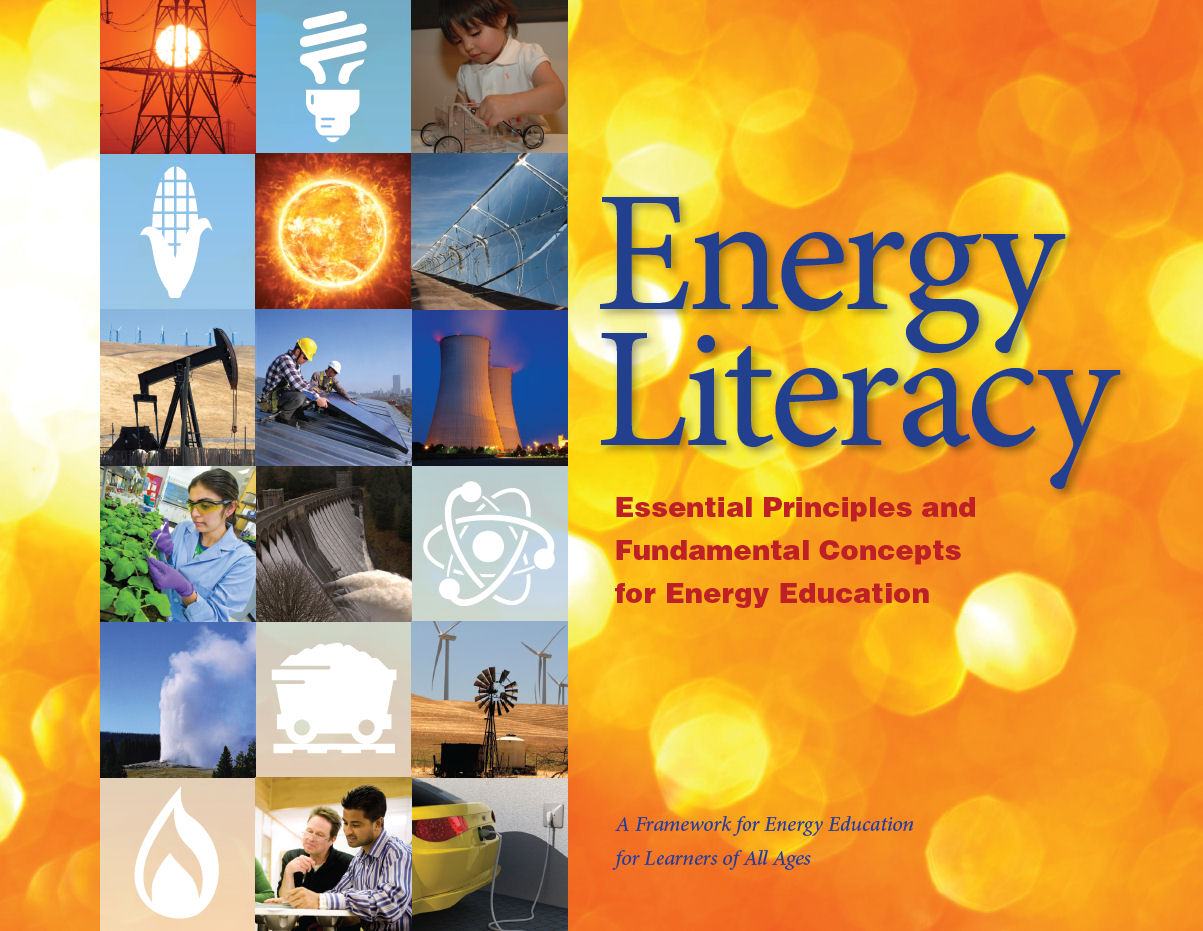 Energy
Literacy
Essential Principles and
Fundamental Concepts
for Energy Education
A Framework for Energy Education
for Learners of All Ages